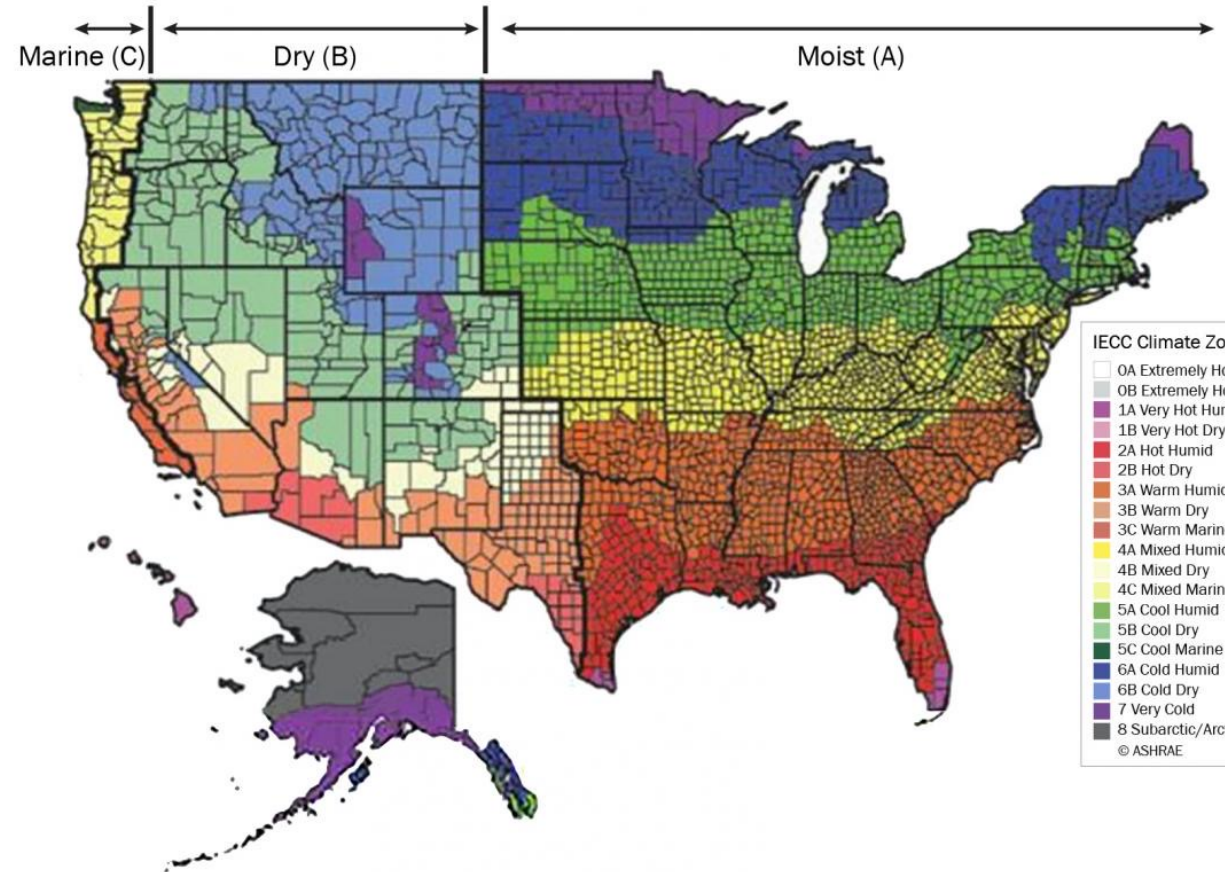 Marine (C)
Dry (B)
Moist (A)
IECC Climate Zo
0A Extremely Ho
0B Extremely Ho
1A Very Hot Hum
1B Very Hot Dry
2A Hot Humid
2B Hot Dry
3A Warm Humid
3B Warm Dry
3C Warm Marin
4A Mixed Humid
4B Mixed Dry
4C Mixed Marin
5A Cool Humid
5B Cool Dry
5C Cool Marine
6A Cold Humid
6B Cold Dry
7 Very Cold
8 Subarctic/Arc
© ASHRAE